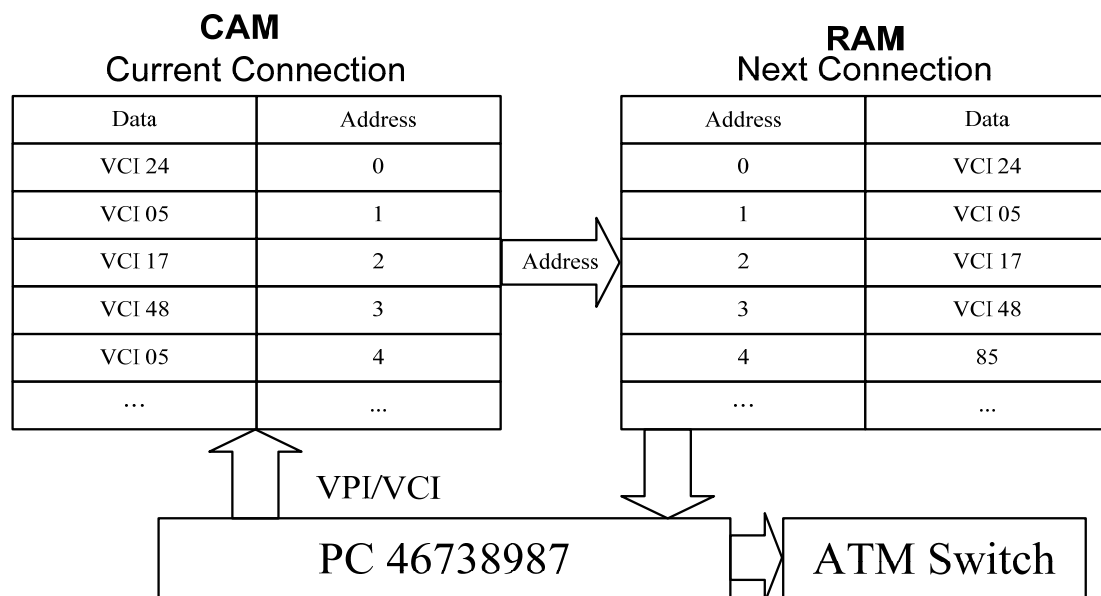 CAM
Current Connection
RAM
Next Connection
Data Address
VCI 24 0
VCI 05 1
VCI 17 2
VCI 48 3
VCI 05 4
... ...
Address
Address Data
0 VCI 24
1 VCI 05
2 VCI 17
3 VCI 48
4 85
... ...
VPI/VCI
PC 46738987
ATM Switch